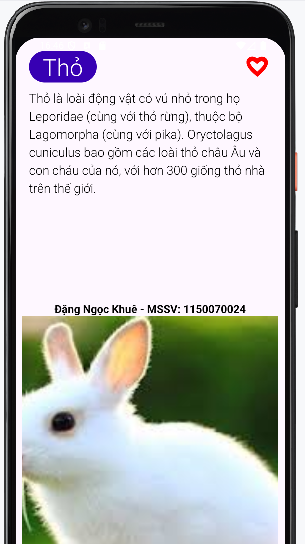 Thỏ
Thỏ là loài động vật có vú nhỏ trong họ
Leporidae (cùng với thỏ rừng), thuộc bộ
Lagomorpha (cùng với pika). Oryctolagus
cuniculus bao gồm các loài thỏ châu Âu và
con cháu của nó, với hơn 300 giống thỏ nhà
trên thế giới.
Đặng Ngọc Khuê - MSSV: 1150070024